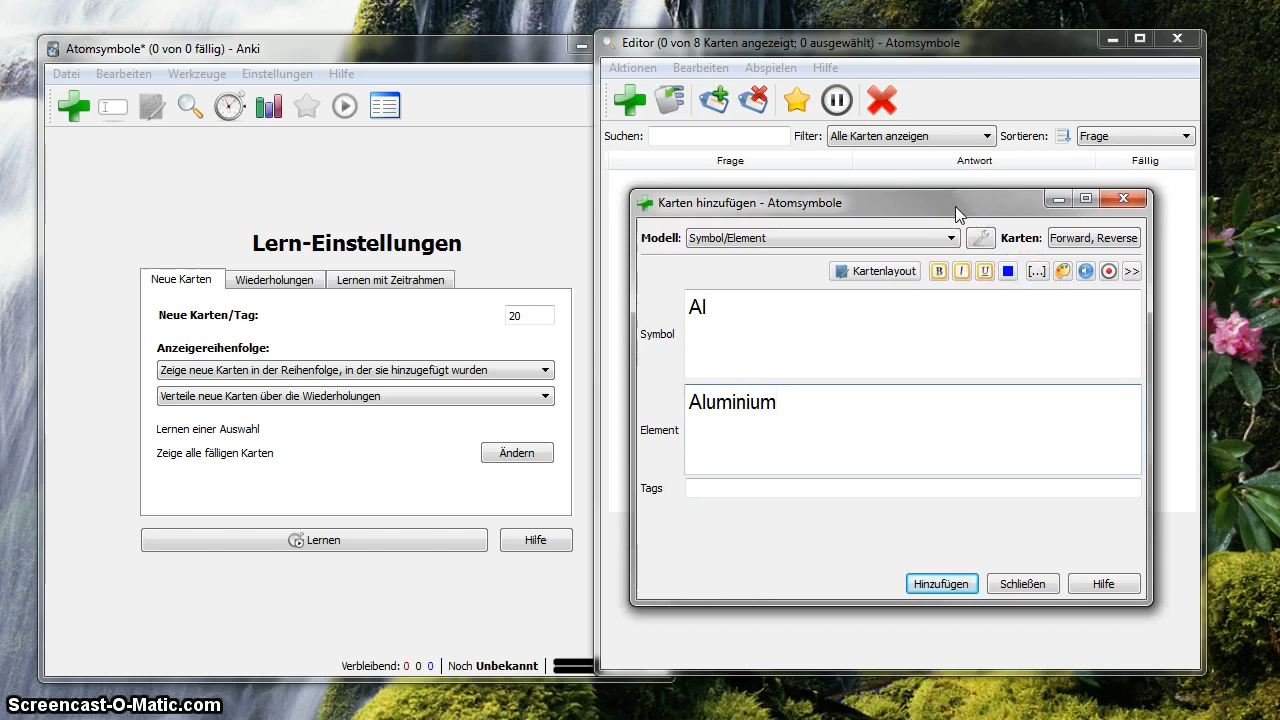 Atomsymbole* (0 von 0 fällig) - Anki
Datei Bearbeiten Werkzeuge Einstellungen Hilfe
Lern-Einstellungen
Neue Karten Wiederholungen Lernen mit Zeitrahmen
Neue Karten/Tag: 20
Anzeigereihenfolge:
Zeige neue Karten in der Reihenfolge, in der sie hinzugefügt wurden
Verteile neue Karten über die Wiederholungen
Lernen einer Auswahl
Zeige alle fälligen Karten Ändern
Lernen Hilfe
Verbleibend: 0 0 0 Noch Unbekannt
Editor (0 von 8 Karten angezeigt; 0 ausgewählt) - Atomsymbole
Aktionen Bearbeiten Abspielen Hilfe
Suchen: Filter: Alle Karten anzeigen Sortieren: Frage
Frage Antwort Fällig
Karten hinzufügen - Atomsymbole
Modell: Symbol/Element Karten: Forward, Reverse
Kartenlayout B I U [...] >>
Al
Symbol
Aluminium
Element
Tags
Hinzufügen Schließen Hilfe
Screencast-O-Matic.com